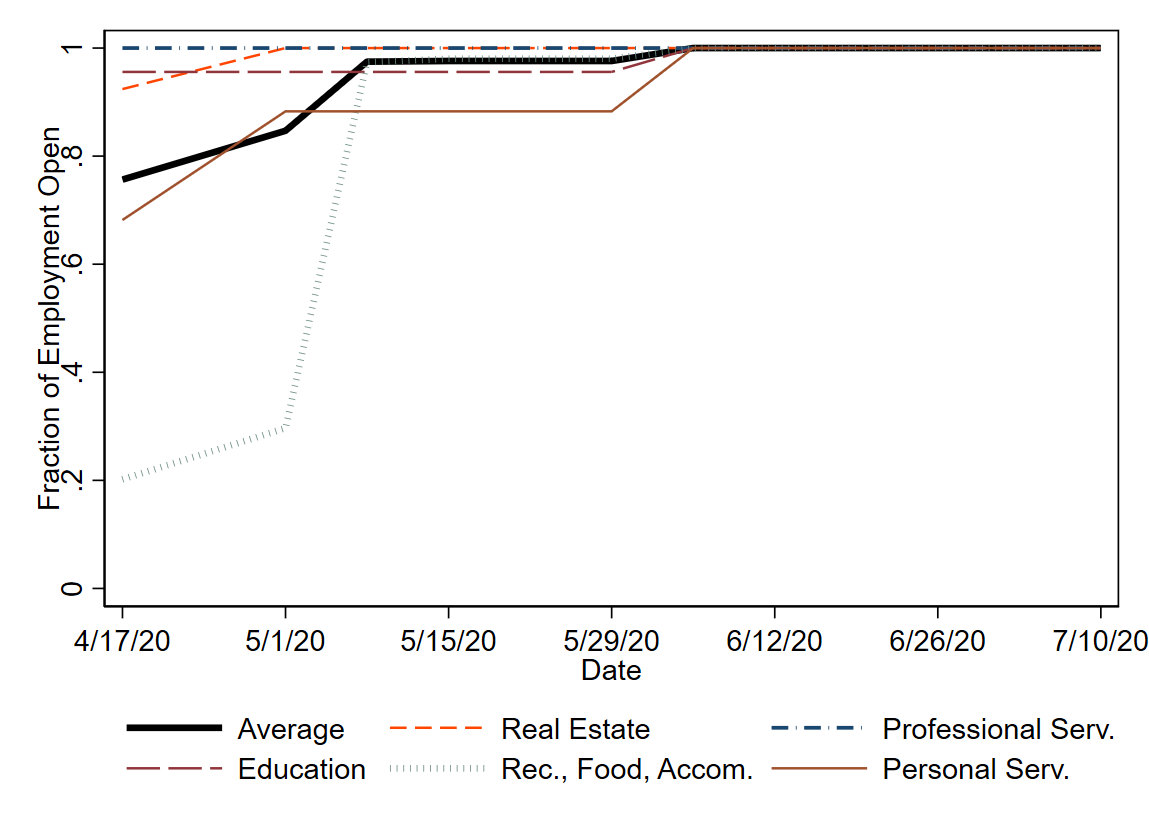 Fraction of Employment Open
1
.8
.6
.4
.2
0
4/17/20 5/1/20 5/15/20 5/29/20 6/12/20 6/26/20 7/10/20
Date
Average Real Estate Professional Serv.
Education Rec., Food, Accom. Personal Serv.